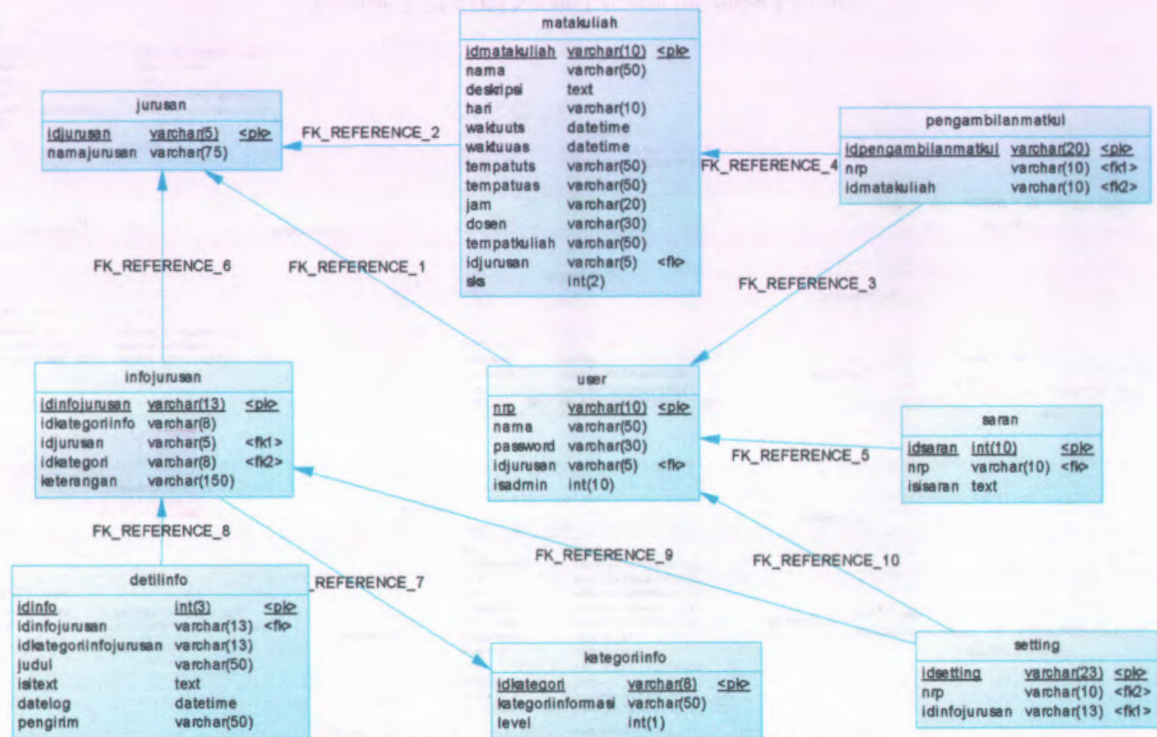 matakuliah
idmatakuliah varchar(10) <pk>
nama varchar(50)
deskripsi text
hari varchar(10)
waktuuts datetime
waktuuas datetime
tempatuts varchar(50)
tempatuas varchar(50)
jam varchar(20)
dosen varchar(30)
tempatkuliah varchar(50)
idjurusan varchar(5) <fk>
sks int(2)
jurusan
idjurusan varchar(5) <pk>
namajurusan varchar(75)
FK_REFERENCE_2
pengambilanmatkul
idpengambilanmatkul varchar(20) <pk>
nrp varchar(10) <fk1>
idmatakuliah varchar(10) <fk2>
FK_REFERENCE_4
FK_REFERENCE_6
FK_REFERENCE_1
FK_REFERENCE_3
infojurusan
idinfojurusan varchar(13) <pk>
idkategoriinfo varchar(8)
idjurusan varchar(5) <fk1>
idkategori varchar(8) <fk2>
keterangan varchar(150)
user
nrp varchar(10) <pk>
nama varchar(50)
password varchar(30)
idjurusan varchar(5) <fk>
isadmin int(10)
saran
idsaran int(10) <pk>
nrp varchar(10) <fk>
isisaran text
FK_REFERENCE_5
FK_REFERENCE_8
FK_REFERENCE_9
FK_REFERENCE_10
_REFERENCE_7
detilinfo
idinfo int(3) <pk>
idinfojurusan varchar(13) <fk>
idkategoriinfojurusan varchar(13)
judul varchar(50)
isitext text
datelog datetime
pengirim varchar(50)
kategoriinfo
idkategori varchar(8) <pk>
kategoriinformasi varchar(50)
level int(1)
setting
idsetting varchar(23) <pk>
nrp varchar(10) <fk2>
idinfojurusan varchar(13) <fk1>